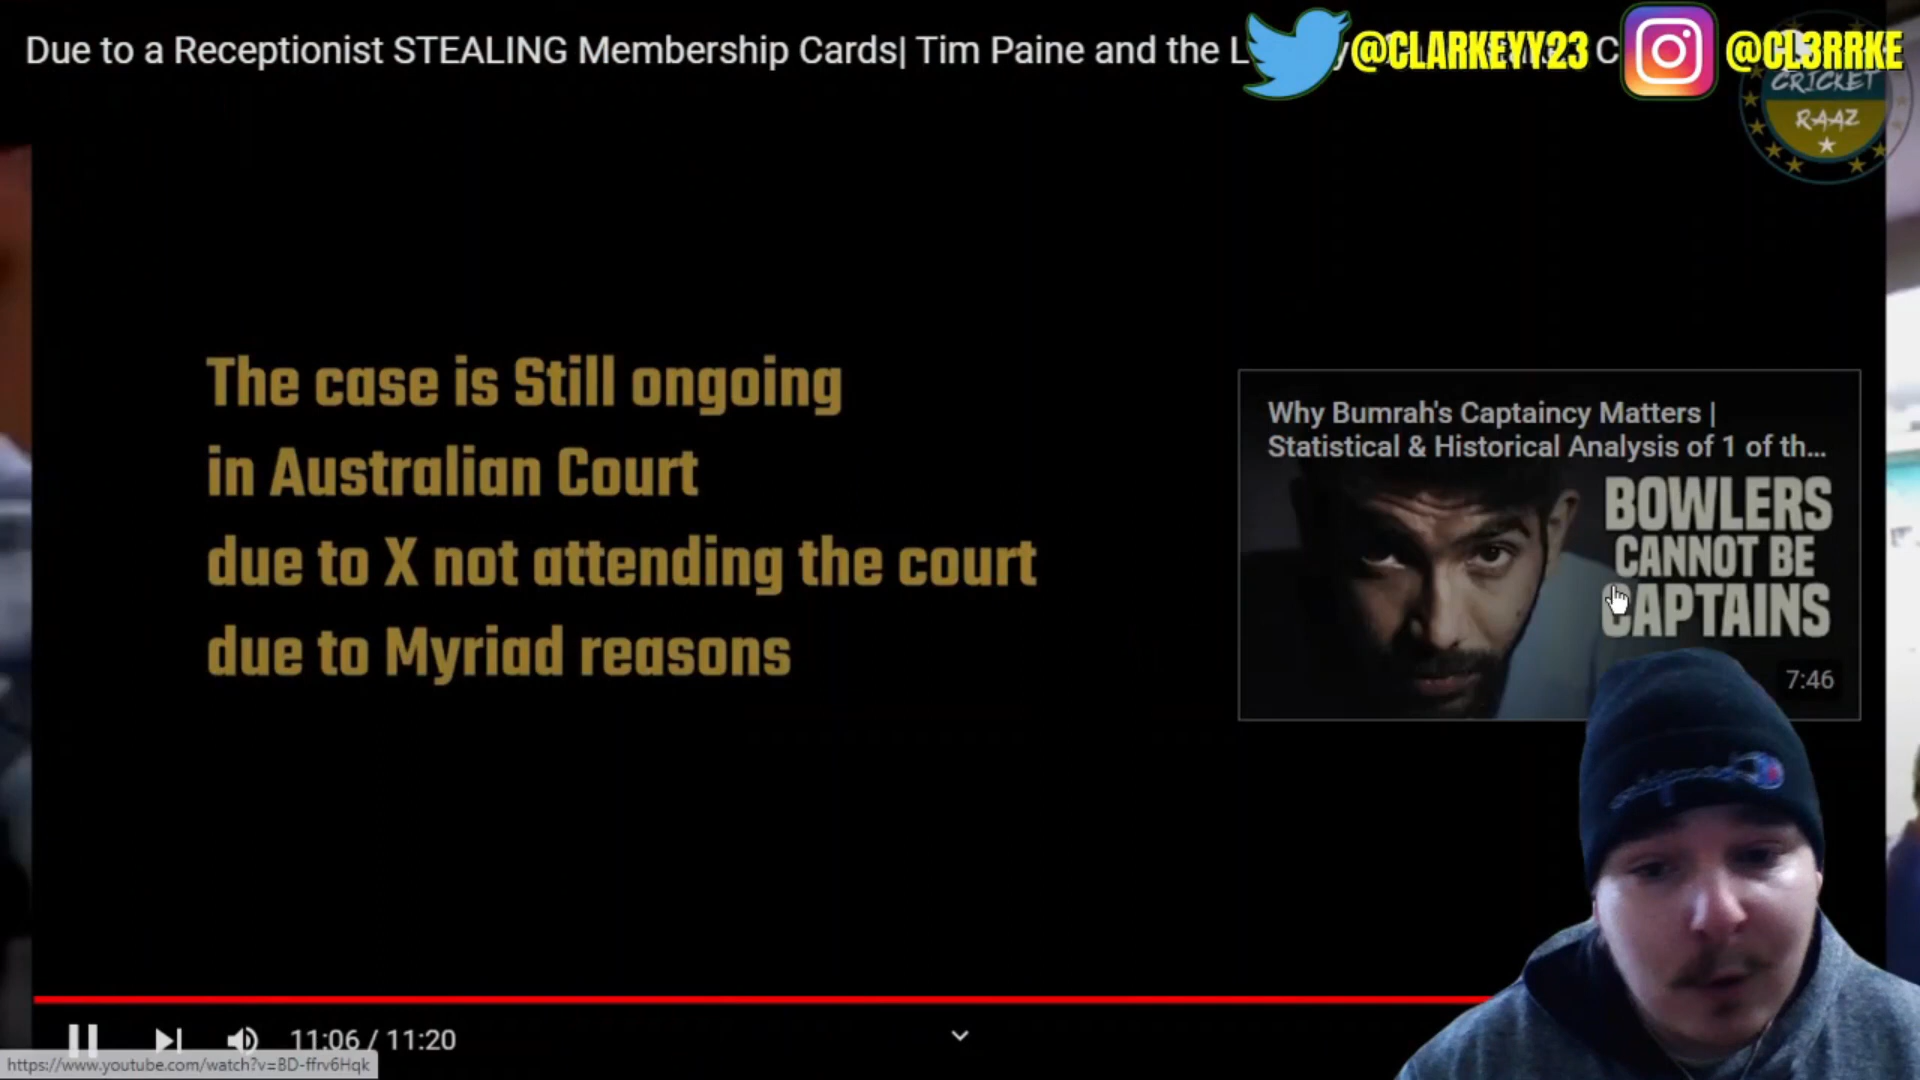 Due to a Receptionist STEALING Membership Cards| Tim Paine and the L
@CLARKEYY23
@CL3RRKE
CRICKET
RAAZ
The case is Still ongoing
in Australian Court
due to X not attending the court
due to Myriad reasons
Why Bumrah's Captaincy Matters |
Statistical & Historical Analysis of 1 of th...
BOWLERS
CANNOT BE
CAPTAINS
7:46
11:06 / 11:20
https://www.youtube.com/watch?v=BD-ffrv6Hqk